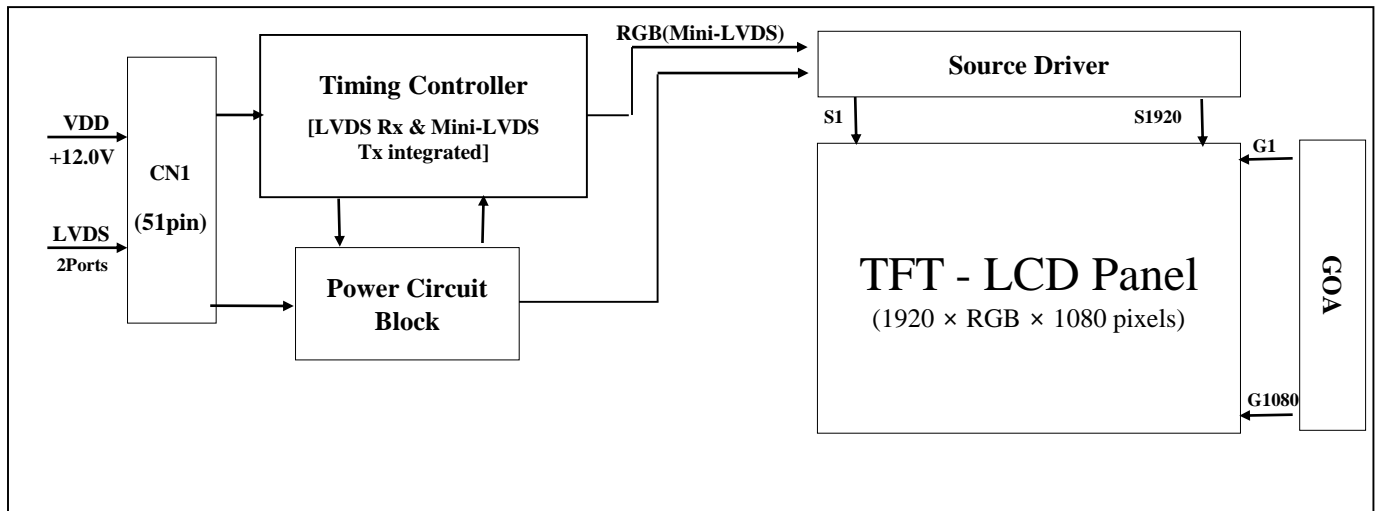 RGB(Mini-LVDS)
Timing Controller
[LVDS Rx & Mini-LVDS
Tx integrated]
Source Driver
VDD
+12.0V
CN1
(51pin)
LVDS
2Ports
Power Circuit
Block
S1
S1920
G1
TFT - LCD Panel
(1920 × RGB × 1080 pixels)
GOA
G1080